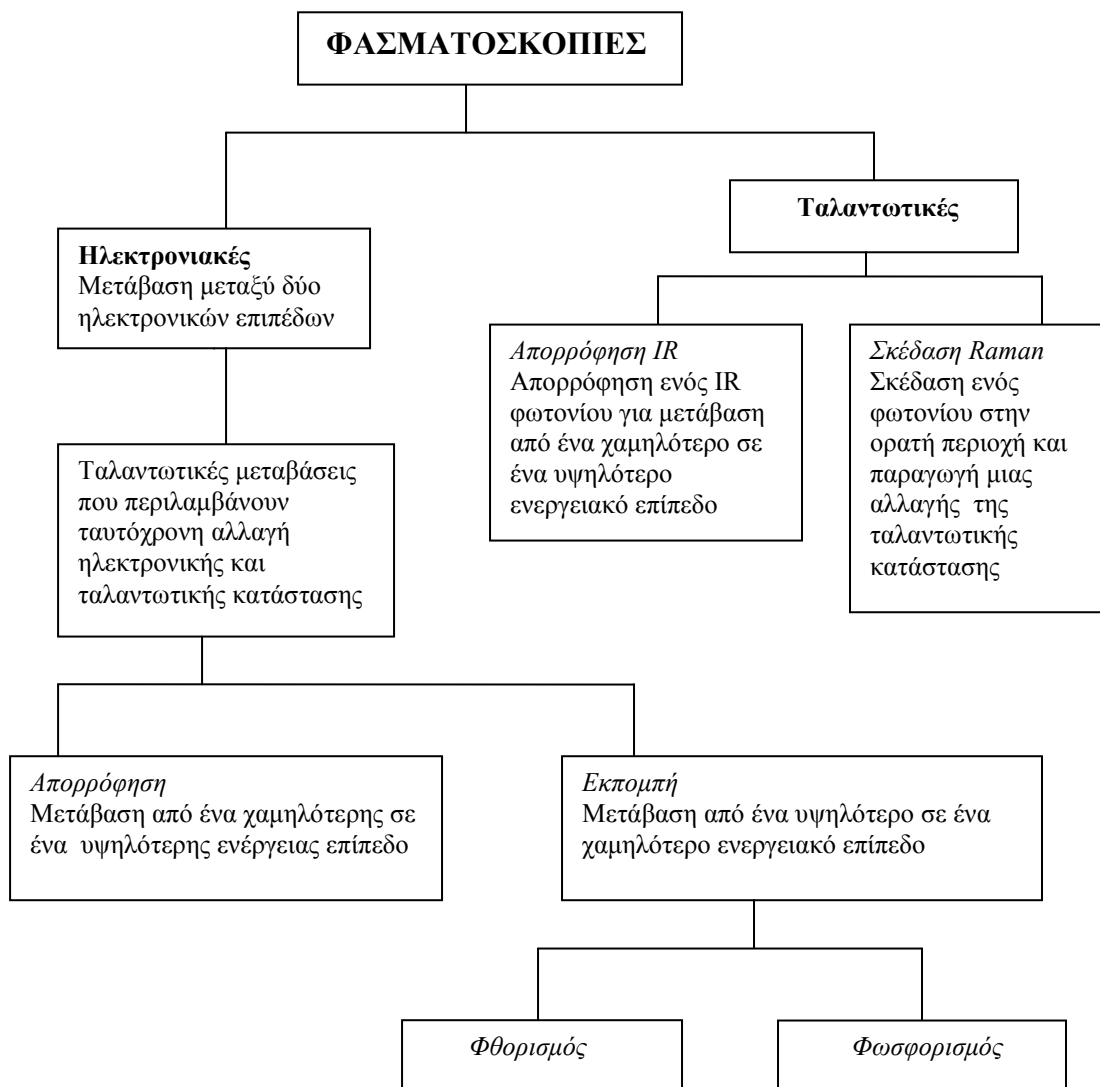 ΦΑΣΜΑΤΟΣΚΟΠΙΕΣ
Ταλαντωτικές
Ηλεκτρονιακές
Μετάβαση μεταξύ δύο
ηλεκτρονικών επιπέδων
Απορρόφηση IR
Απορρόφηση ενός IR
φωτονίου για μετάβαση
από ένα χαμηλότερο σε
ένα υψηλότερο
ενεργειακό επίπεδο
Σκέδαση Raman
Σκέδαση ενός
φωτονίου στην
ορατή περιοχή και
παραγωγή μιας
αλλαγής της
ταλαντωτικής
κατάστασης
Ταλαντωτικές μεταβάσεις
που περιλαμβάνουν
ταυτόχρονη αλλαγή
ηλεκτρονικής και
ταλαντωτικής κατάστασης
Απορρόφηση
Μετάβαση από ένα χαμηλότερης σε
ένα υψηλότερης ενέργειας επίπεδο
Εκπομπή
Μετάβαση από ένα υψηλότερο σε ένα
χαμηλότερο ενεργειακό επίπεδο
Φθορισμός
Φωσφορισμός